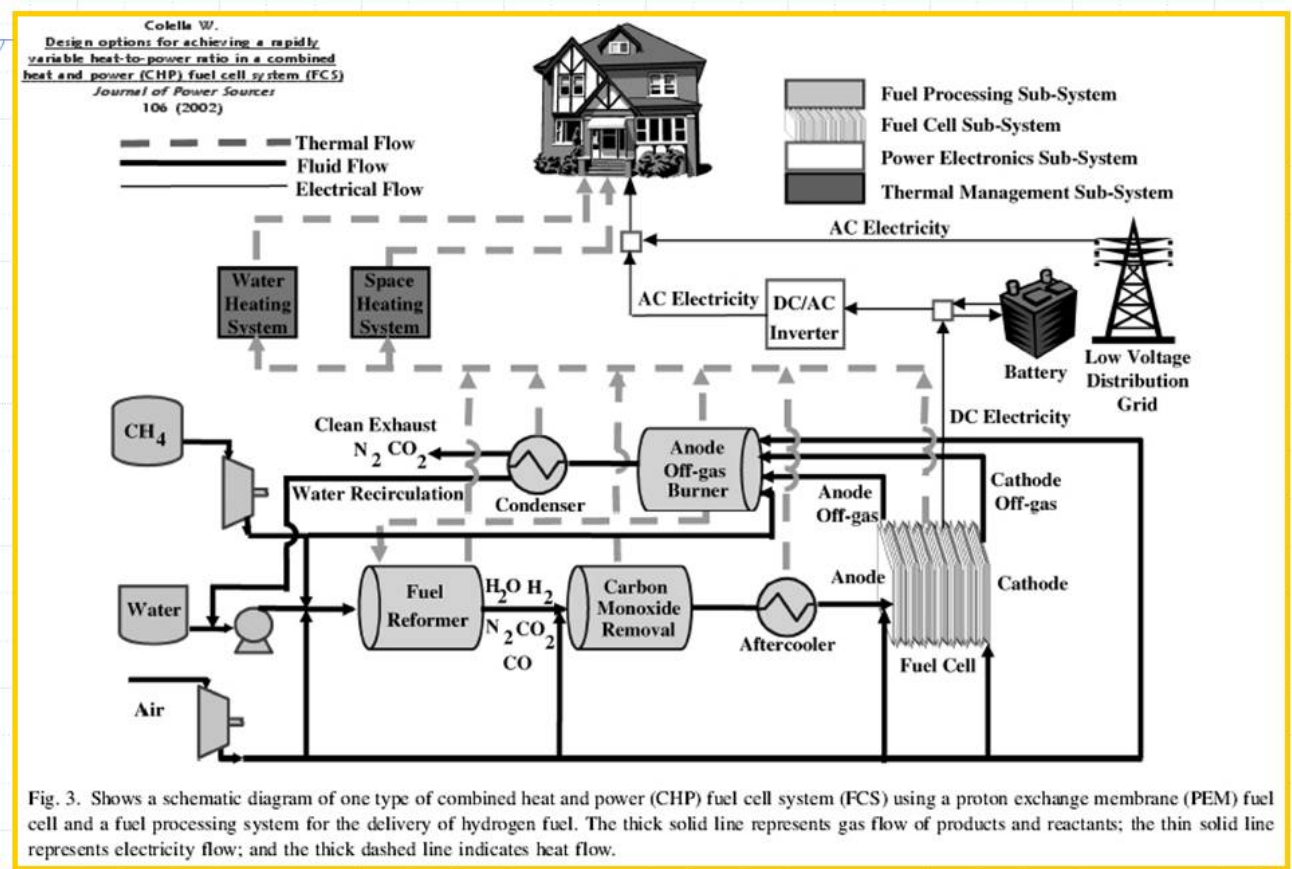 Colella W.
Design options for achieving a rapidly
variable heat-to-power ratio in a combined
heat and power (CHP) fuel cell system (FCS)
Journal of Power Sources
106 (2002)
Thermal Flow
Fluid Flow
Electrical Flow
Fuel Processing Sub-System
Fuel Cell Sub-System
Power Electronics Sub-System
Thermal Management Sub-System
AC Electricity
Water
Heating
System
Space
Heating
System
AC Electricity
DC/AC
Inverter
Battery
Low Voltage
Distribution
Grid
DC Electricity
CH4
Clean Exhaust
N2 CO2
Water Recirculation
Condenser
Anode
Off-gas
Burner
Anode
Off-gas
Cathode
Off-gas
Water
Fuel
Reformer
H2O H2
N2CO2
CO
Carbon
Monoxide
Removal
Aftercooler
Anode
Cathode
Fuel Cell
Air
Fig. 3. Shows a schematic diagram of one type of combined heat and power (CHP) fuel cell system (FCS) using a proton exchange membrane (PEM) fuel
cell and a fuel processing system for the delivery of hydrogen fuel. The thick solid line represents gas flow of products and reactants; the thin solid line
represents electricity flow; and the thick dashed line indicates heat flow.